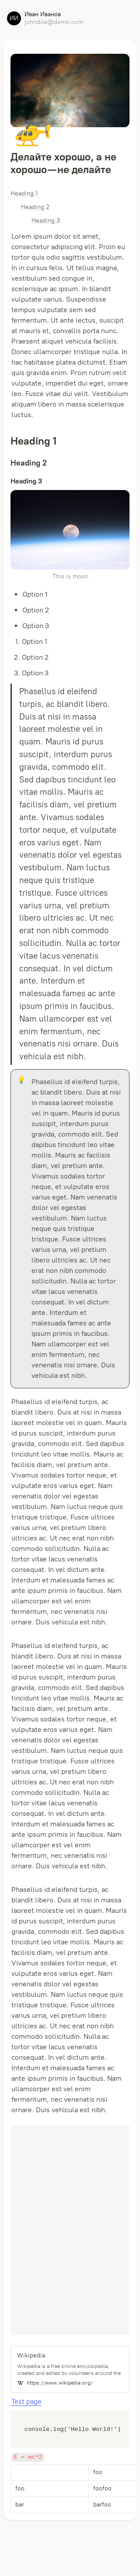 ИИ
Иван Иванов
johndoe@demo.com
Делайте хорошо, а не
хорошо — не делайте
Heading 1
Heading 2
Heading 3
Lorem ipsum dolor sit amet,
consectetur adipiscing elit. Proin eu
tortor quis odio sagittis vestibulum.
In in cursus felis. Ut tellus magna,
vestibulum sed congue in,
scelerisque ac ipsum. In blandit
vulputate varius. Suspendisse
tempus vulputate sem sed
fermentum. Ut ante lectus, suscipit
at mauris et, convallis porta nunc.
Praesent aliquet vehicula facilisis.
Donec ullamcorper tristique nulla. In
hac habitasse platea dictumst. Etiam
quis gravida enim. Proin rutrum velit
vulputate, imperdiet dui eget, ornare
leo. Fusce vitae dui velit. Vestibulum
aliquam libero in massa scelerisque
luctus.
Heading 1
Heading 2
Heading 3
This is moon
• Option 1
• Option 2
• Option 3
1. Option 1
2. Option 2
3. Option 3
Phasellus id eleifend
turpis, ac blandit libero.
Duis at nisi in massa
laoreet molestie vel in
quam. Mauris id purus
suscipit, interdum purus
gravida, commodo elit.
Sed dapibus tincidunt leo
vitae mollis. Mauris ac
facilisis diam, vel pretium
ante. Vivamus sodales
tortor neque, et vulputate
eros varius eget. Nam
venenatis dolor vel egestas
vestibulum. Nam luctus
neque quis tristique
tristique. Fusce ultrices
varius urna, vel pretium
libero ultricies ac. Ut nec
erat non nibh commodo
sollicitudin. Nulla ac tortor
vitae lacus venenatis
consequat. In vel dictum
ante. Interdum et
malesuada fames ac ante
ipsum primis in faucibus.
Nam ullamcorper est vel
enim fermentum, nec
venenatis nisi ornare. Duis
vehicula est nibh.
Phasellus id eleifend turpis,
ac blandit libero. Duis at nisi
in massa laoreet molestie vel
in quam. Mauris id purus
suscipit, interdum purus
gravida, commodo elit. Sed
dapibus tincidunt leo vitae
mollis. Mauris ac facilisis
diam, vel pretium ante.
Vivamus sodales tortor
neque, et vulputate eros
varius eget. Nam venenatis
dolor vel egestas
vestibulum. Nam luctus
neque quis tristique
tristique. Fusce ultrices
varius urna, vel pretium
libero ultricies ac. Ut nec
erat non nibh commodo
sollicitudin. Nulla ac tortor
vitae lacus venenatis
consequat. In vel dictum
ante. Interdum et
malesuada fames ac ante
ipsum primis in faucibus.
Nam ullamcorper est vel
enim fermentum, nec
venenatis nisi ornare. Duis
vehicula est nibh.
Phasellus id eleifend turpis, ac
blandit libero. Duis at nisi in massa
laoreet molestie vel in quam. Mauris
id purus suscipit, interdum purus
gravida, commodo elit. Sed dapibus
tincidunt leo vitae mollis. Mauris ac
facilisis diam, vel pretium ante.
Vivamus sodales tortor neque, et
vulputate eros varius eget. Nam
venenatis dolor vel egestas
vestibulum. Nam luctus neque quis
tristique tristique. Fusce ultrices
varius urna, vel pretium libero
ultricies ac. Ut nec erat non nibh
commodo sollicitudin. Nulla ac
tortor vitae lacus venenatis
consequat. In vel dictum ante.
Interdum et malesuada fames ac
ante ipsum primis in faucibus. Nam
ullamcorper est vel enim
fermentum, nec venenatis nisi
ornare. Duis vehicula est nibh.
Phasellus id eleifend turpis, ac
blandit libero. Duis at nisi in massa
laoreet molestie vel in quam. Mauris
id purus suscipit, interdum purus
gravida, commodo elit. Sed dapibus
tincidunt leo vitae mollis. Mauris ac
facilisis diam, vel pretium ante.
Vivamus sodales tortor neque, et
vulputate eros varius eget. Nam
venenatis dolor vel egestas
vestibulum. Nam luctus neque quis
tristique tristique. Fusce ultrices
varius urna, vel pretium libero
ultricies ac. Ut nec erat non nibh
commodo sollicitudin. Nulla ac
tortor vitae lacus venenatis
consequat. In vel dictum ante.
Interdum et malesuada fames ac
ante ipsum primis in faucibus. Nam
ullamcorper est vel enim
fermentum, nec venenatis nisi
ornare. Duis vehicula est nibh.
Phasellus id eleifend turpis, ac
blandit libero. Duis at nisi in massa
laoreet molestie vel in quam. Mauris
id purus suscipit, interdum purus
gravida, commodo elit. Sed dapibus
tincidunt leo vitae mollis. Mauris ac
facilisis diam, vel pretium ante.
Vivamus sodales tortor neque, et
vulputate eros varius eget. Nam
venenatis dolor vel egestas
vestibulum. Nam luctus neque quis
tristique tristique. Fusce ultrices
varius urna, vel pretium libero
ultricies ac. Ut nec erat non nibh
commodo sollicitudin. Nulla ac
tortor vitae lacus venenatis
consequat. In vel dictum ante.
Interdum et malesuada fames ac
ante ipsum primis in faucibus. Nam
ullamcorper est vel enim
fermentum, nec venenatis nisi
ornare. Duis vehicula est nibh.
Wikipedia
Wikipedia is a free online encyclopedia,
created and edited by volunteers around the
W https://www.wikipedia.org/
Test page
console.log('Hello World!')
E = mc^2
foo
foo foofoo
bar barfoo